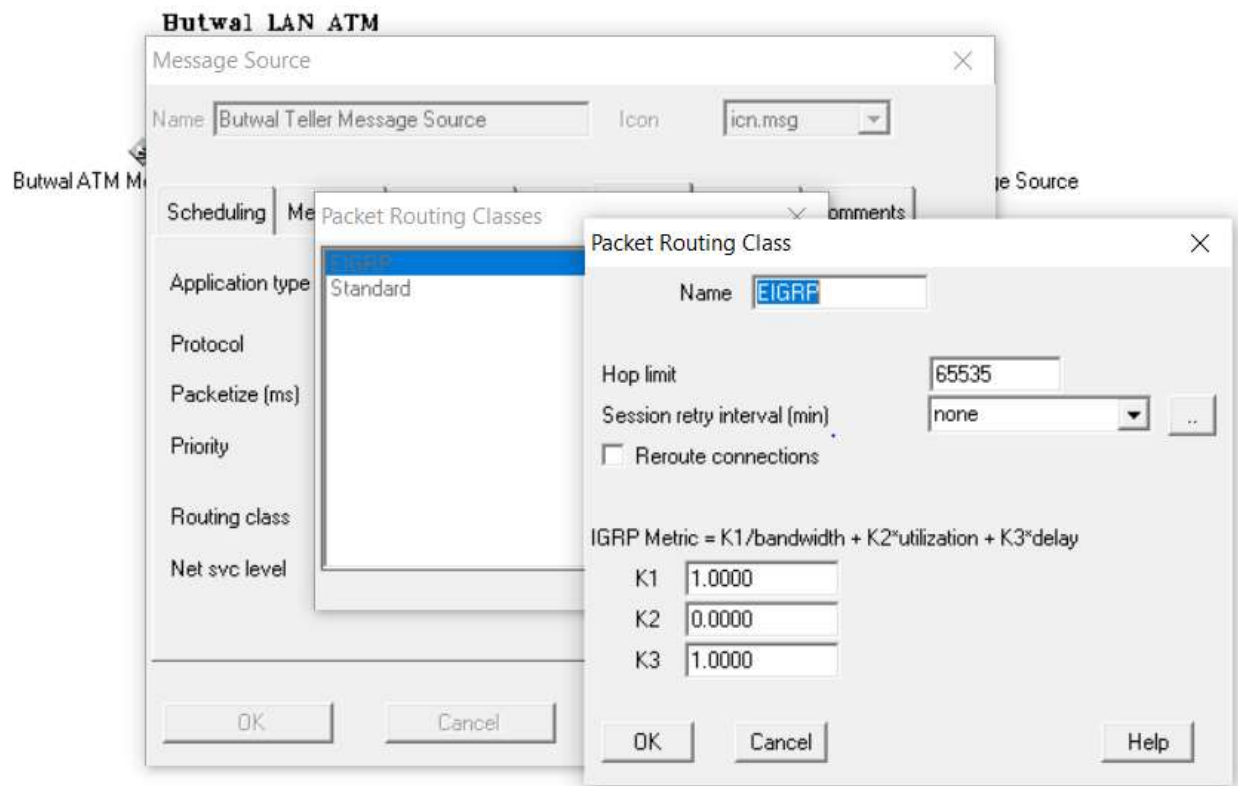 Butwal LAN ATM
Message Source
Name Butwal Teller Message Source Icon icn.msg
Butwal ATM M
ge Source
Scheduling Me omments
Packet Routing Classes
EIGRP
Standard
Application type
Protocol
Packetize (ms)
Priority
Routing class
Net svc level
OK Cancel
Packet Routing Class
Name EIGRP
Hop limit 65535
Session retry interval (min) none ..
Reroute connections
IGRP Metric = K1/bandwidth + K2*utilization + K3*delay
K1 1.0000
K2 0.0000
K3 1.0000
OK Cancel Help